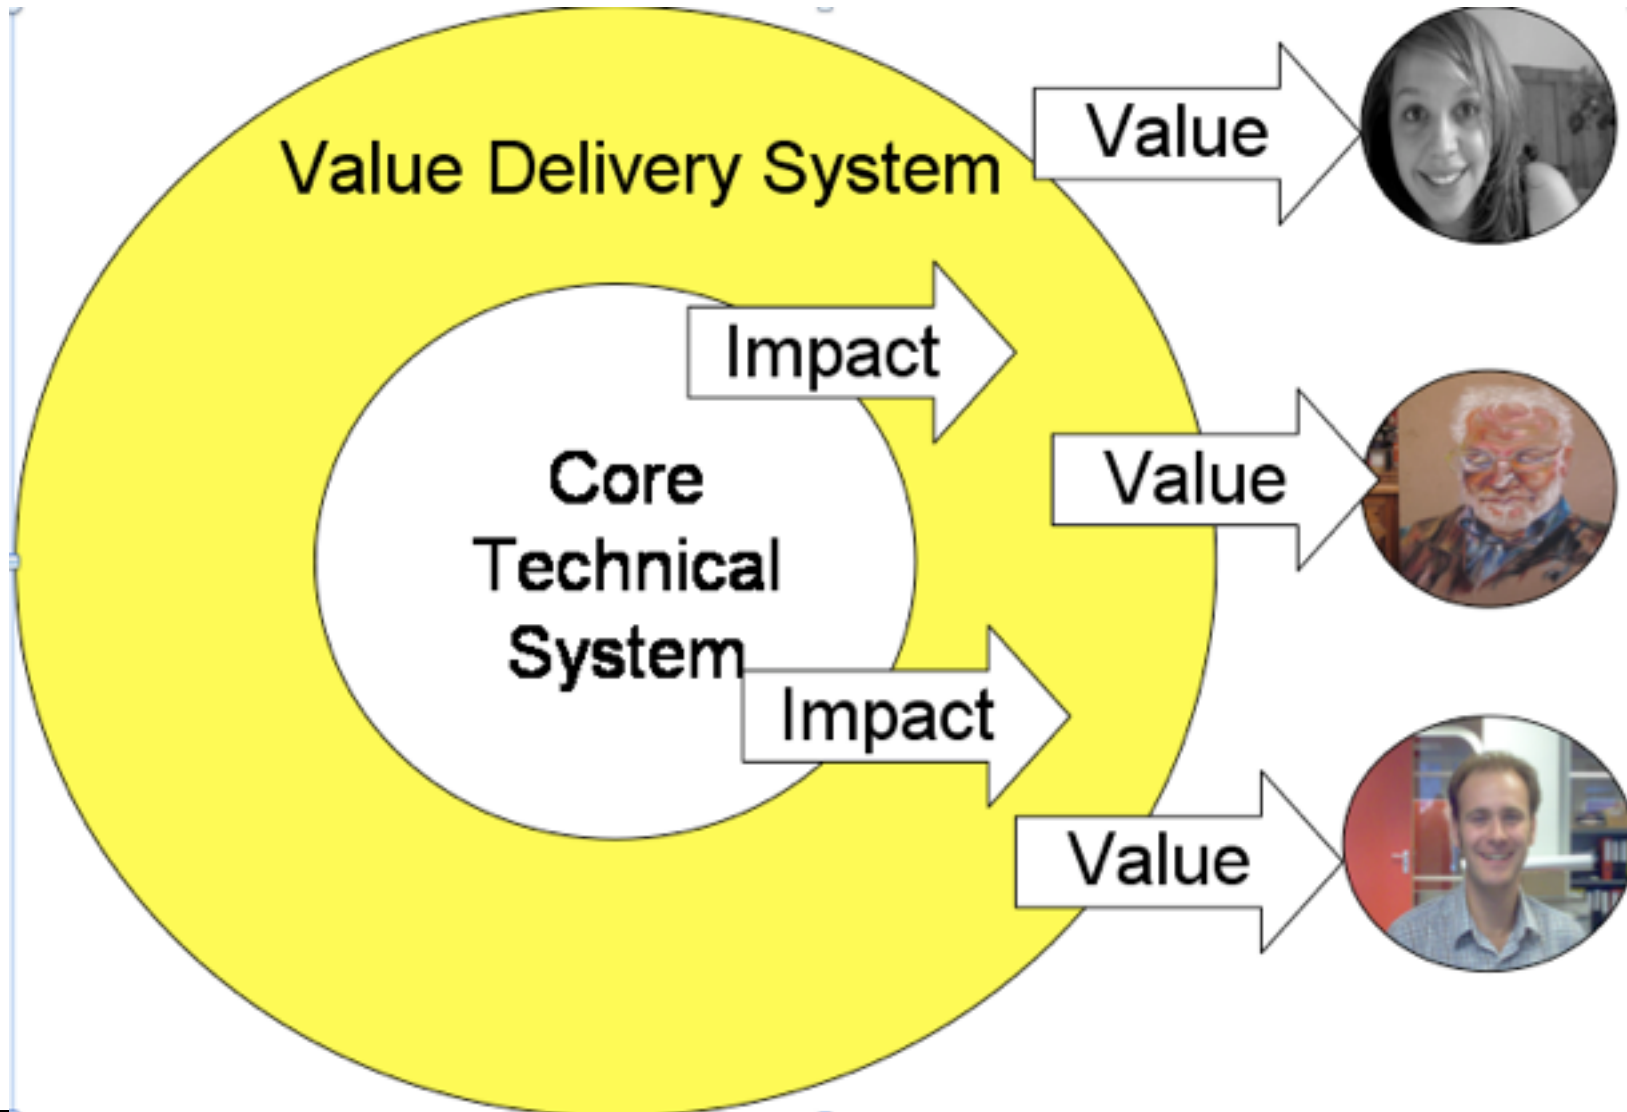 Value Delivery System
Value
Impact
Value
Core
Technical
System
Impact
Value